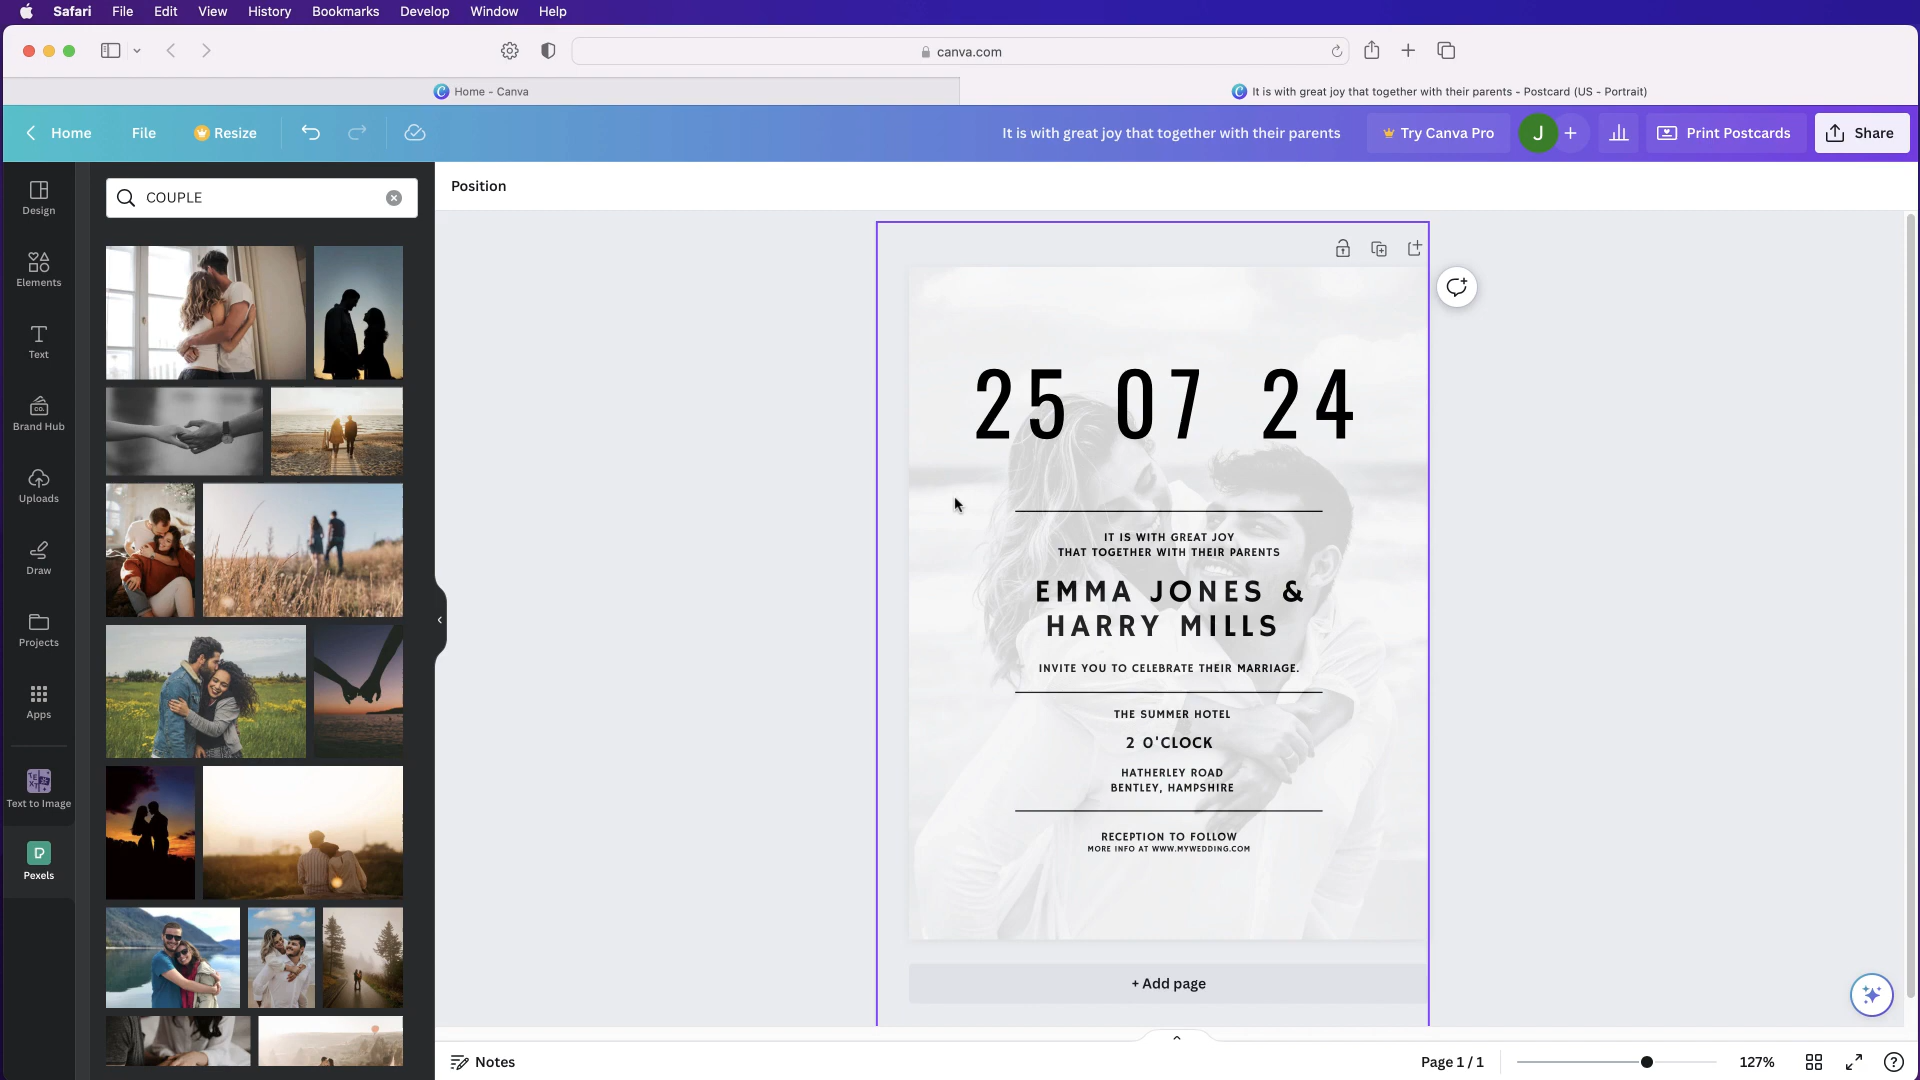 Safari File Edit View History Bookmarks Develop Window Help
canva.com
Home - Canva
It is with great joy that together with their parents - Postcard (US - Portrait)
Home File Resize
It is with great joy that together with their parents
Try Canva Pro
J
Print Postcards
Share
Design
Elements
Text
CO.
Brand Hub
Uploads
Draw
Projects
Apps
Text to Image
Pexels
COUPLE
Position
25 07 24
IT IS WITH GREAT JOY
THAT TOGETHER WITH THEIR PARENTS
EMMA JONES &
HARRY MILLS
INVITE YOU TO CELEBRATE THEIR MARRIAGE.
THE SUMMER HOTEL
2 O'CLOCK
HATHERLEY ROAD
BENTLEY, HAMPSHIRE
RECEPTION TO FOLLOW
MORE INFO AT WWW.MYWEDDING.COM
+ Add page
Notes
Page 1 / 1
127%